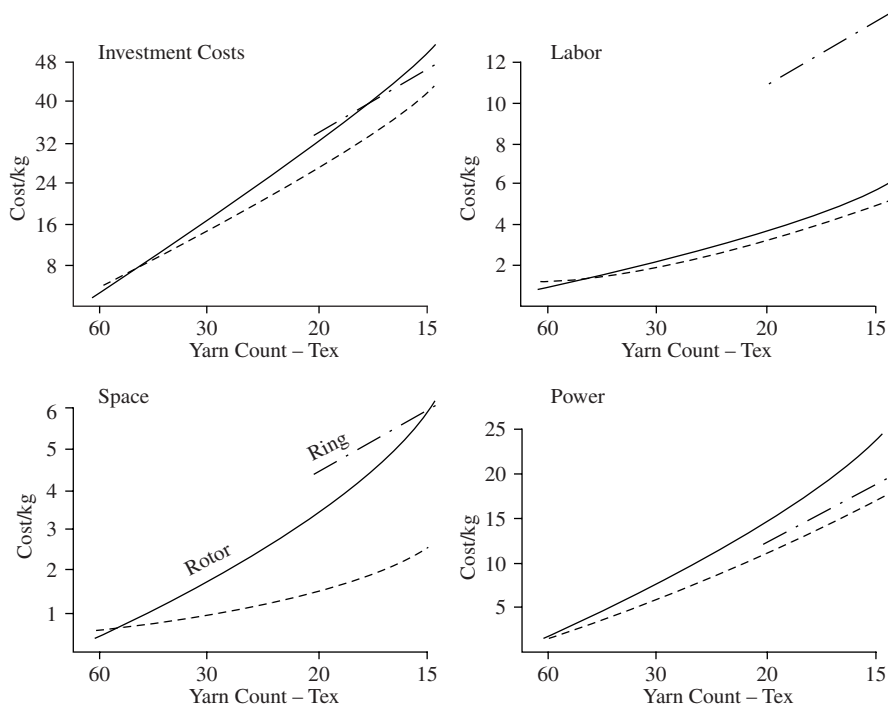 Investment Costs
48
40
32
24
16
8
Cost/kg
60 30 20 15
Yarn Count – Tex
Labor
12
10
8
6
4
2
Cost/kg
60 30 20 15
Yarn Count – Tex
Space
6
5
4
3
2
1
Cost/kg
Ring
Rotor
60 30 20 15
Yarn Count – Tex
Power
25
20
15
10
5
Cost/kg
60 30 20 15
Yarn Count – Tex